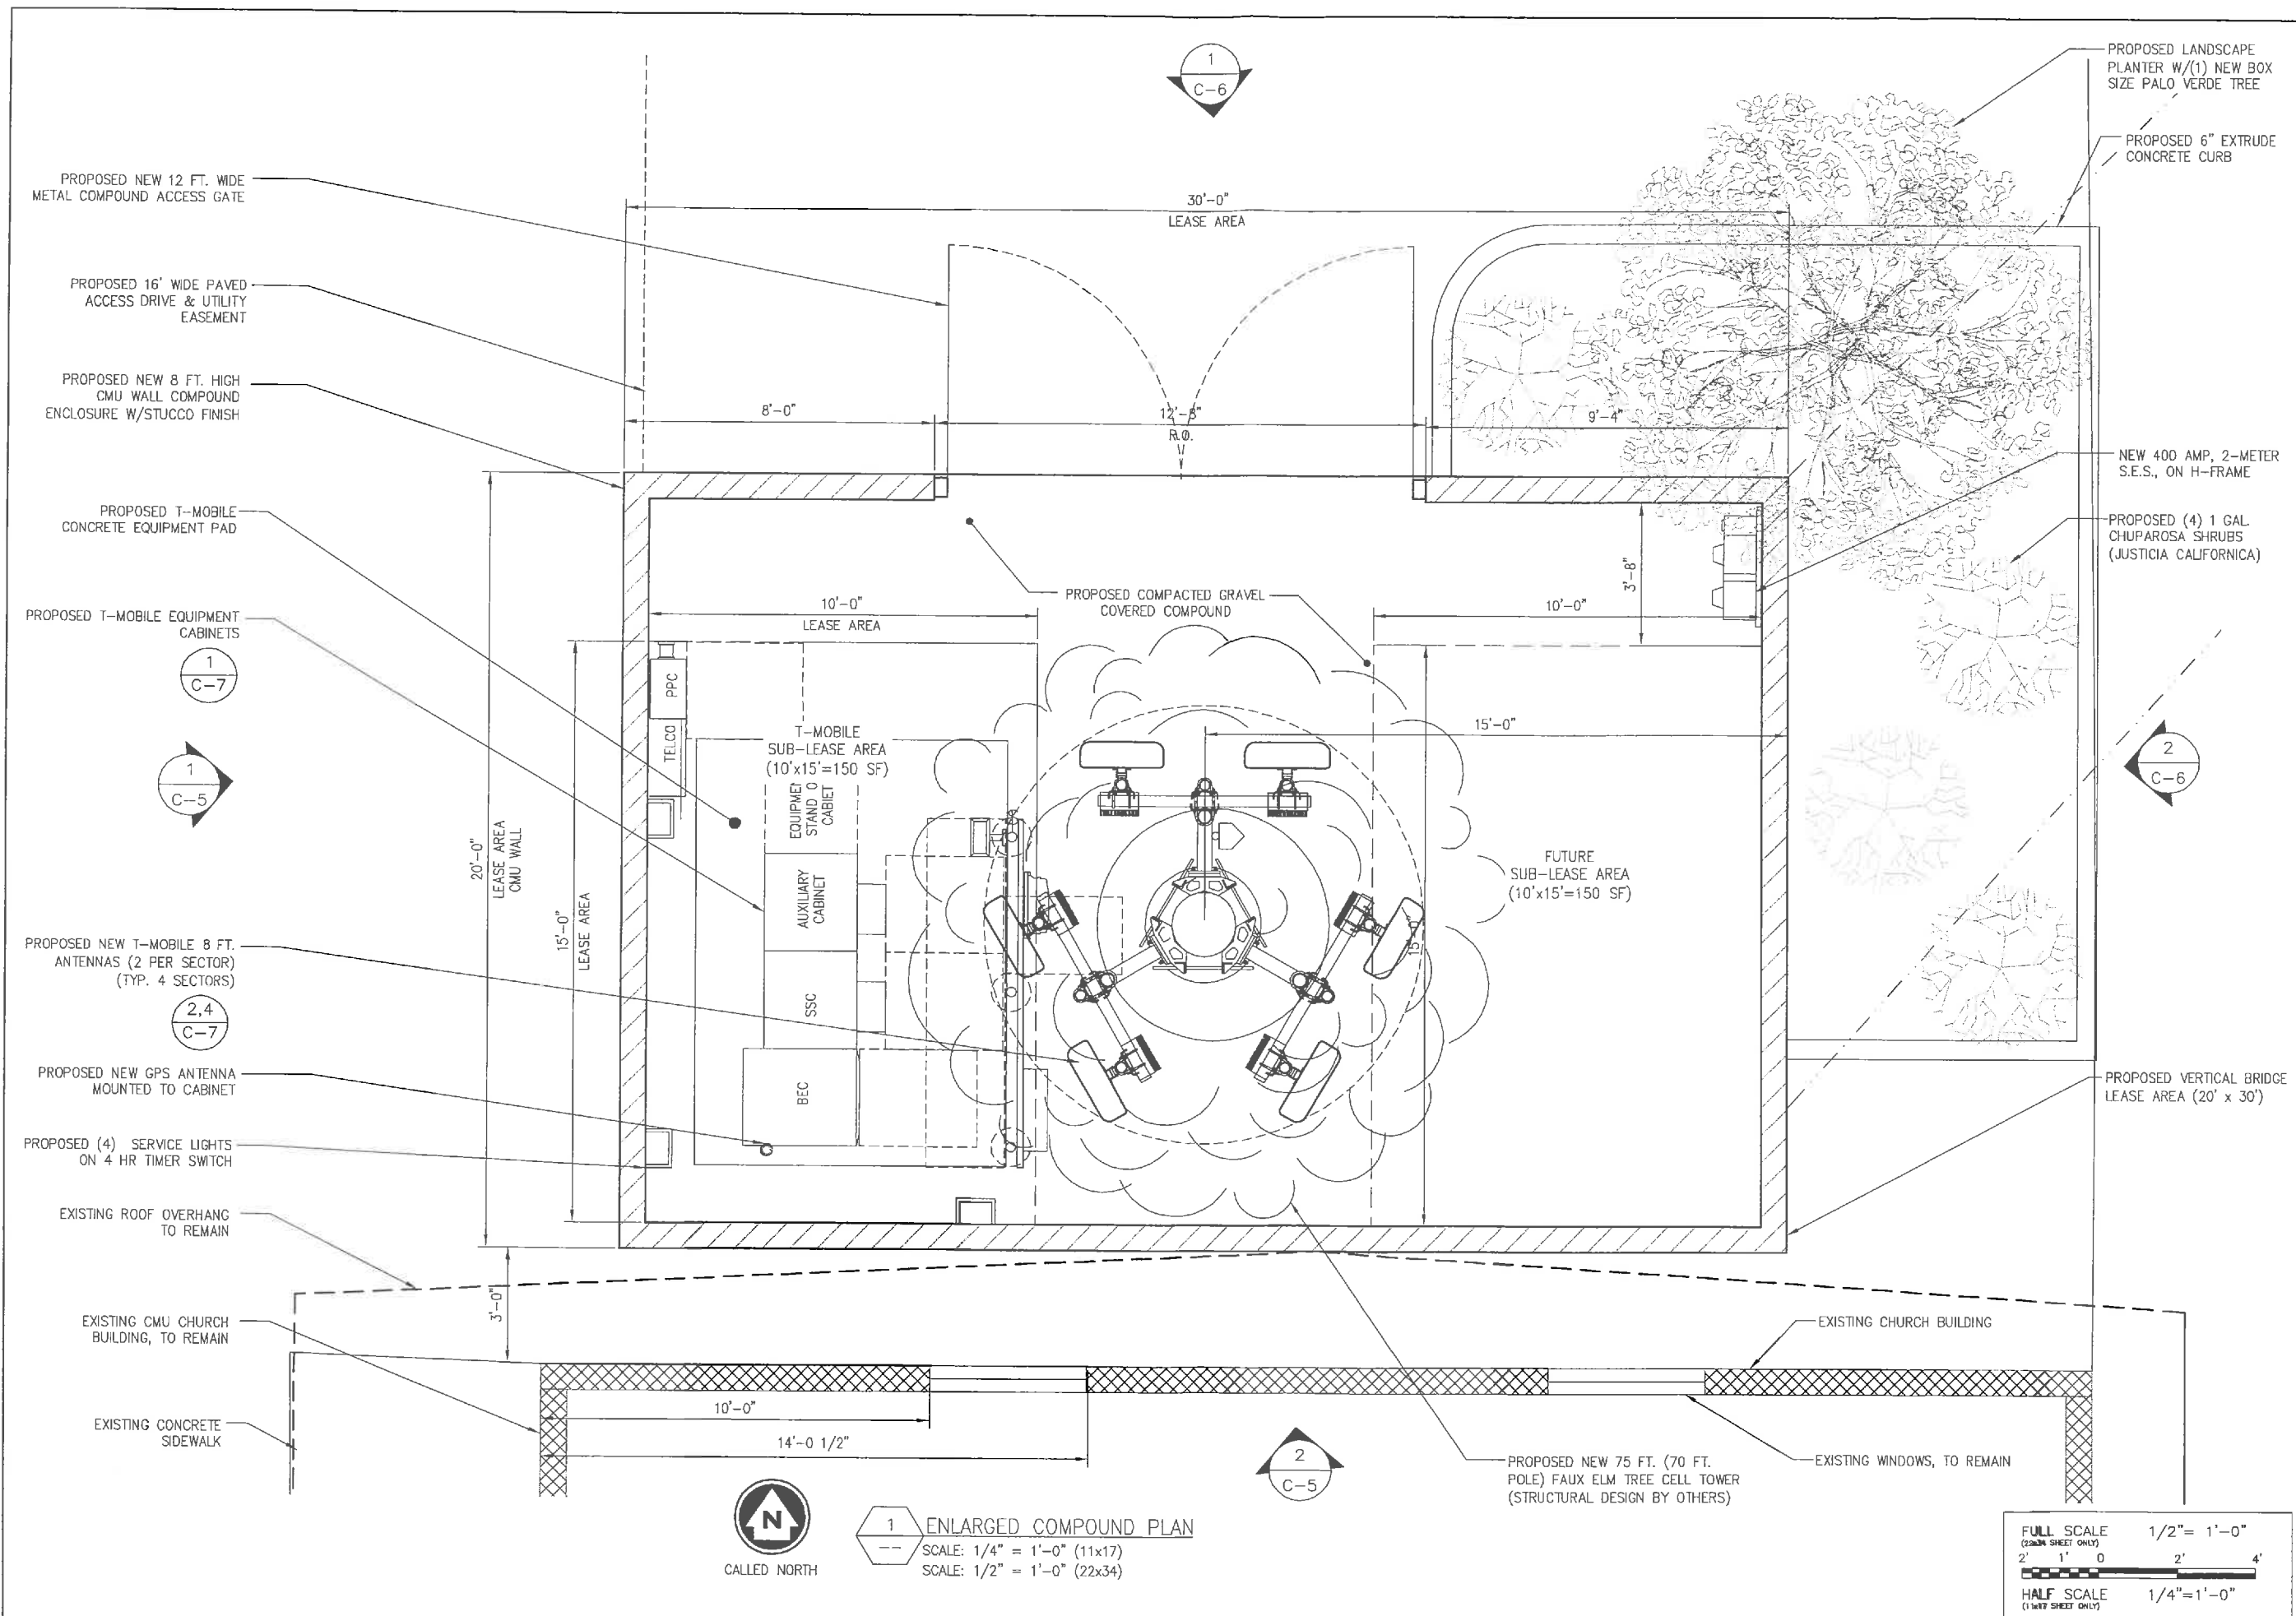 1
C-6
PROPOSED LANDSCAPE
PLANTER W/(1) NEW BOX
SIZE PALO VERDE TREE
PROPOSED 6" EXTRUDE
CONCRETE CURB
PROPOSED NEW 12 FT. WIDE
METAL COMPOUND ACCESS GATE
30'-0"
LEASE AREA
PROPOSED 16' WIDE PAVED
ACCESS DRIVE & UTILITY
EASEMENT
PROPOSED NEW 8 FT. HIGH
CMU WALL COMPOUND
ENCLOSURE W/STUCCO FINISH
8'-0"
12'-8"
R.O.
9'-4"
NEW 400 AMP, 2-METER
S.E.S., ON H-FRAME
PROPOSED T-MOBILE
CONCRETE EQUIPMENT PAD
PROPOSED (4) 1 GAL.
CHUPAROSA SHRUBS
(JUSTICIA CALIFORNICA)
3'-8"
PROPOSED COMPACTED GRAVEL
COVERED COMPOUND
10'-0"
LEASE AREA
10'-0"
PROPOSED T-MOBILE EQUIPMENT
CABINETS
1
C-7
PPC
TELCO
T-MOBILE
SUB-LEASE AREA
(10'x15'=150 SF)
15'-0"
1
C-5
2
C-6
EQUIPMEN
STAND O
CABIET
20'-0"
LEASE AREA
CMU WALL
AUXILIARY
CABINET
FUTURE
SUB-LEASE AREA
(10'x15'=150 SF)
15'-0"
LEASE AREA
PROPOSED NEW T-MOBILE 8 FT.
ANTENNAS (2 PER SECTOR)
(TYP. 4 SECTORS)
2,4
C-7
SSC
PROPOSED NEW GPS ANTENNA
MOUNTED TO CABINET
BEC
PROPOSED VERTICAL BRIDGE
LEASE AREA (20' x 30')
PROPOSED (4) SERVICE LIGHTS
ON 4 HR TIMER SWITCH
EXISTING ROOF OVERHANG
TO REMAIN
3'-0"
EXISTING CMU CHURCH
BUILDING, TO REMAIN
EXISTING CHURCH BUILDING
10'-0"
14'-0 1/2"
EXISTING CONCRETE
SIDEWALK
2
C-5
PROPOSED NEW 75 FT. (70 FT.
POLE) FAUX ELM TREE CELL TOWER
(STRUCTURAL DESIGN BY OTHERS)
EXISTING WINDOWS, TO REMAIN
N
CALLED NORTH
1
--
ENLARGED COMPOUND PLAN
SCALE: 1/4" = 1'-0" (11x17)
SCALE: 1/2" = 1'-0" (22x34)
FULL SCALE 1/2"= 1'-0"
(22x34 SHEET ONLY)
2' 1' 0 2' 4'
HALF SCALE 1/4"=1'-0"
(11x17 SHEET ONLY)